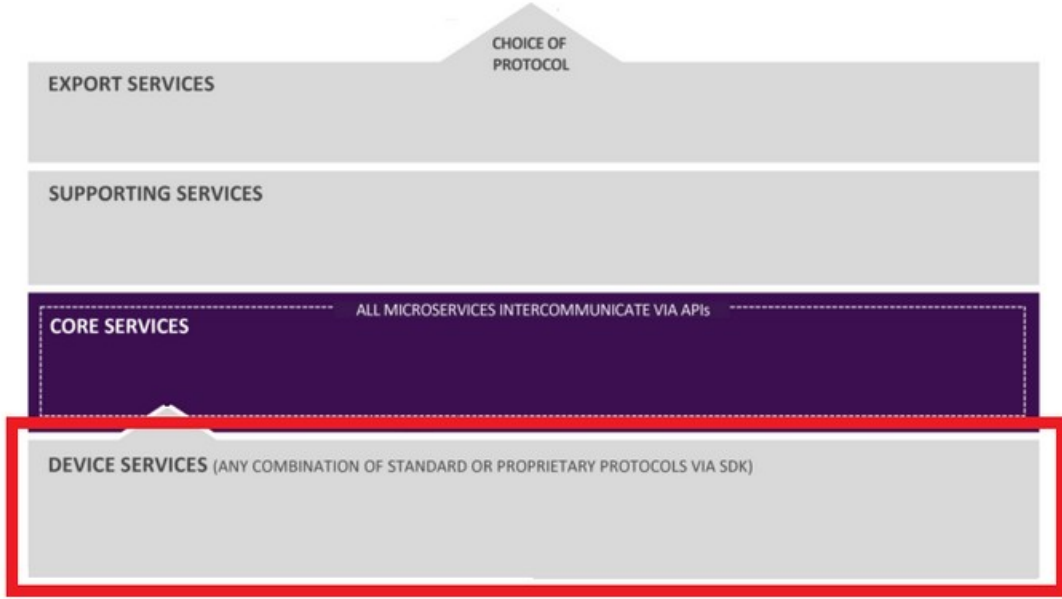 CHOICE OF
PROTOCOL
EXPORT SERVICES
SUPPORTING SERVICES
ALL MICROSERVICES INTERCOMMUNICATE VIA APIs
CORE SERVICES
DEVICE SERVICES (ANY COMBINATION OF STANDARD OR PROPRIETARY PROTOCOLS VIA SDK)